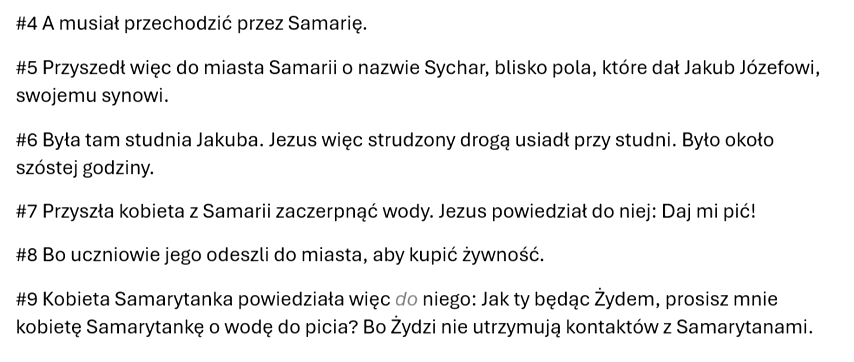 #4 A musiał przechodzić przez Samarię.
#5 Przyszedł więc do miasta Samarii o nazwie Sychar, blisko pola, które dał Jakub Józefowi,
swojemu synowi.
#6 Była tam studnia Jakuba. Jezus więc strudzony drogą usiadł przy studni. Było około
szóstej godziny.
#7 Przyszła kobieta z Samarii zaczerpnąć wody. Jezus powiedział do niej: Daj mi pić!
#8 Bo uczniowie jego odeszli do miasta, aby kupić żywność.
#9 Kobieta Samarytanka powiedziała więc do niego: Jak ty będąc Żydem, prosisz mnie
kobietę Samarytankę o wodę do picia? Bo Żydzi nie utrzymują kontaktów z Samarytanami.